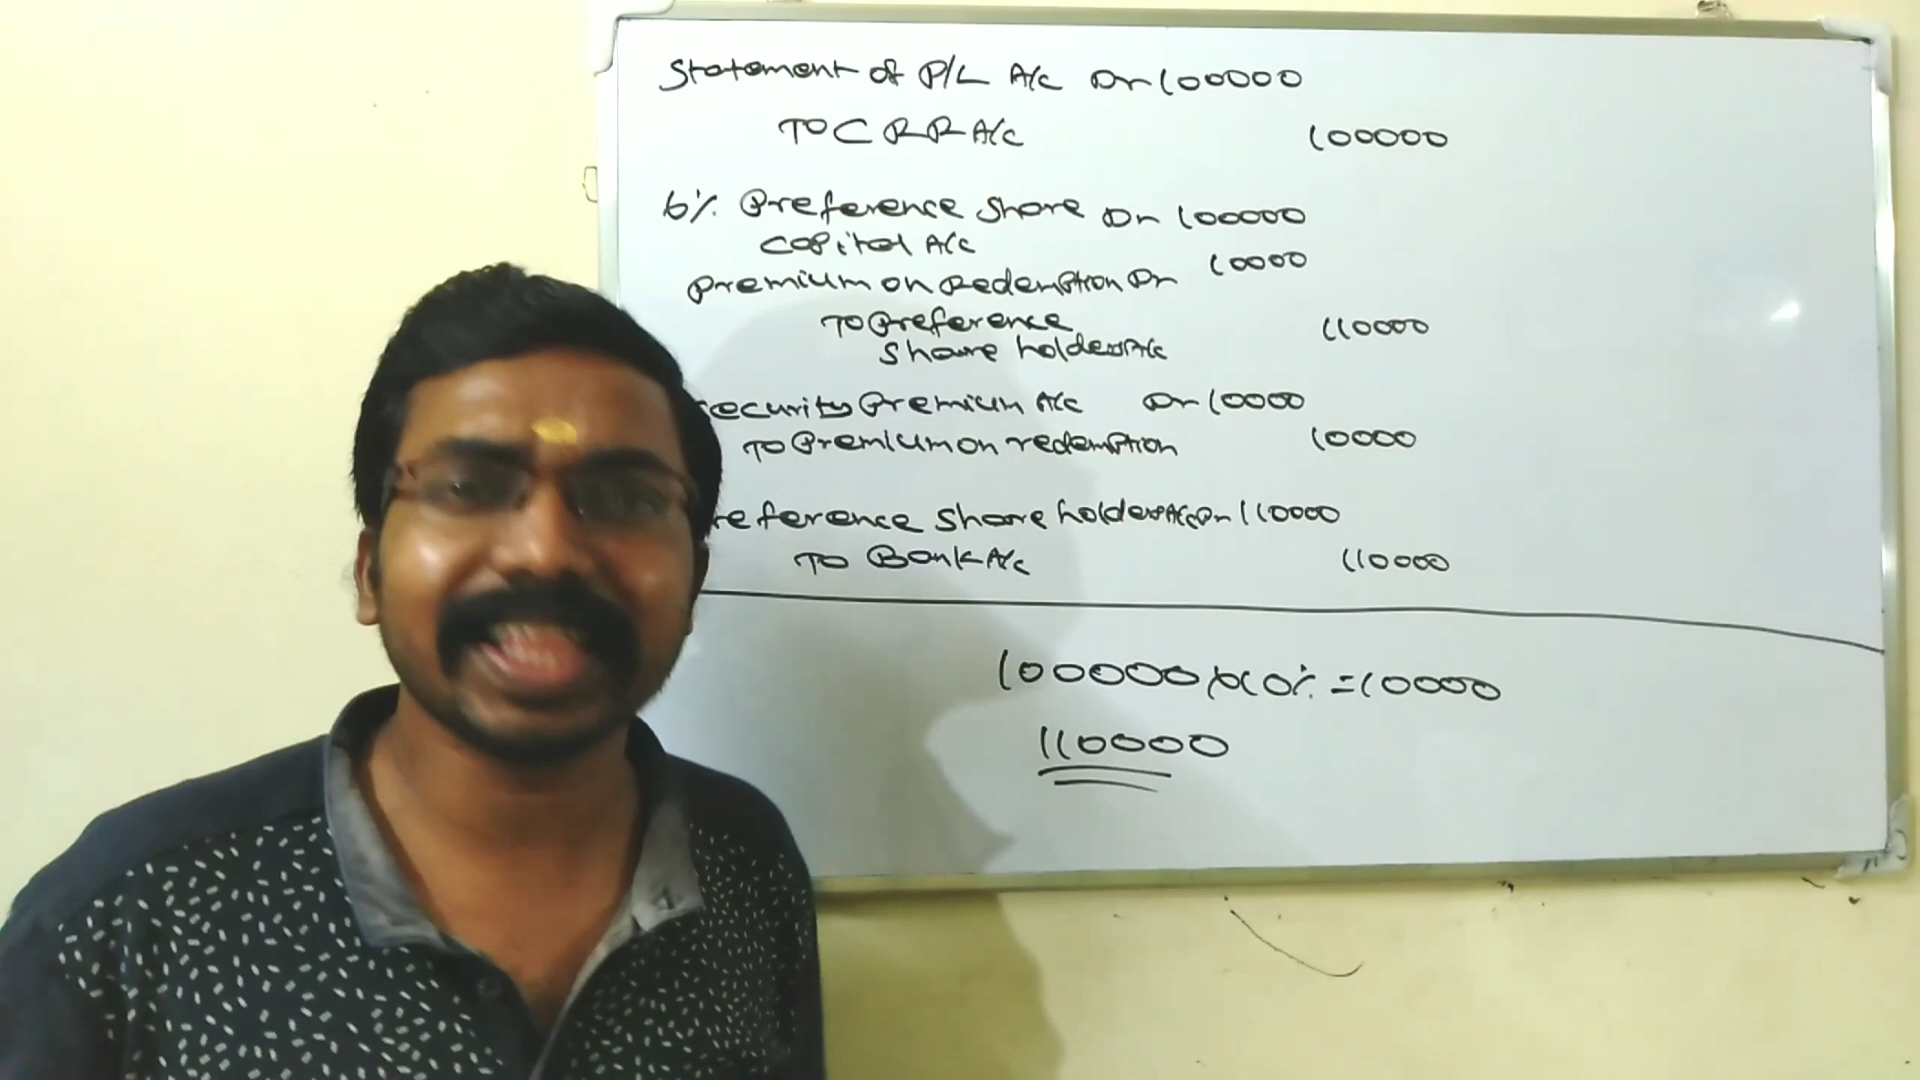 Statement of P/L A/c Dr 100000
To CRR A/c 100000
6% Preference Share Dr 100000
Capital A/c
Premium on Redemption Dr 10000
To Preference 110000
Share holders A/c
ecurity Premium A/c Dr 10000
To Premium on redemption 10000
eference Share holders A/c Dr 110000
To Bank A/c 110000
100000 x 10% = 10000
110000